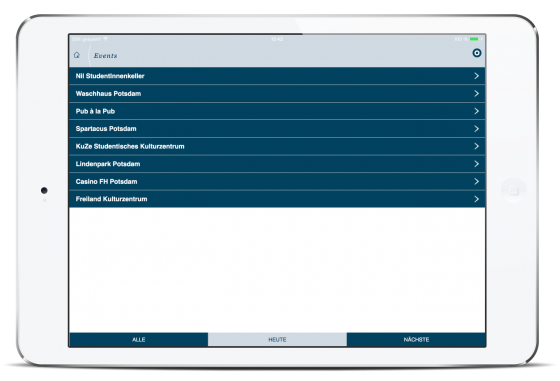 Events
Nil StudentInnenkeller
Waschhaus Potsdam
Pub à la Pub
Spartacus Potsdam
KuZe Studentisches Kulturzentrum
Lindenpark Potsdam
Casino FH Potsdam
Freiland Kulturzentrum
ALLE HEUTE NÄCHSTE